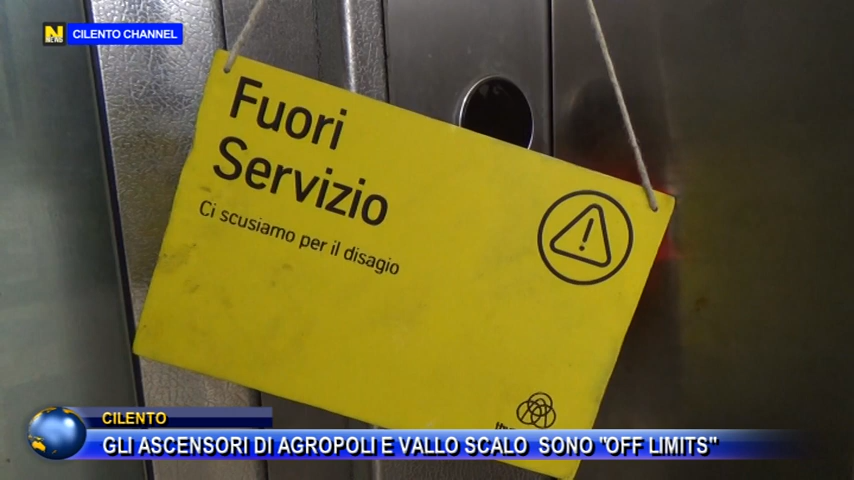 N
NEWS
CILENTO CHANNEL
Fuori
Servizio
Ci scusiamo per il disagio
CILENTO
GLI ASCENSORI DI AGROPOLI E VALLO SCALO SONO "OFF LIMITS"